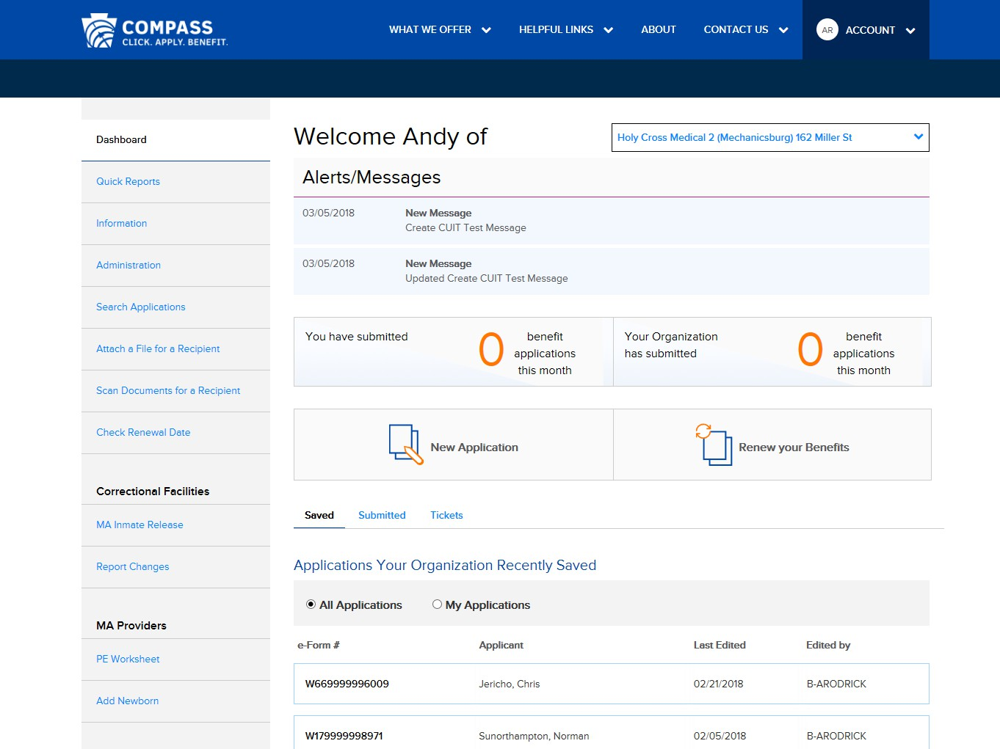 COMPASS
CLICK. APPLY. BENEFIT.
WHAT WE OFFER
HELPFUL LINKS
ABOUT
CONTACT US
AR
ACCOUNT
Dashboard
Quick Reports
Information
Administration
Search Applications
Attach a File for a Recipient
Scan Documents for a Recipient
Check Renewal Date
Correctional Facilities
MA Inmate Release
Report Changes
MA Providers
PE Worksheet
Add Newborn
Welcome Andy of
Holy Cross Medical 2 (Mechanicsburg) 162 Miller St
Alerts/Messages
03/05/2018 New Message
Create CUIT Test Message
03/05/2018 New Message
Updated Create CUIT Test Message
You have submitted
0
benefit
applications
this month
Your Organization
has submitted
0
benefit
applications
this month
New Application
Renew your Benefits
Saved Submitted Tickets
Applications Your Organization Recently Saved
All Applications My Applications
e-Form # Applicant Last Edited Edited by
W669999996009 Jericho, Chris 02/21/2018 B-ARODRICK
W179999998971 Sunorthampton, Norman 02/05/2018 B-ARODRICK